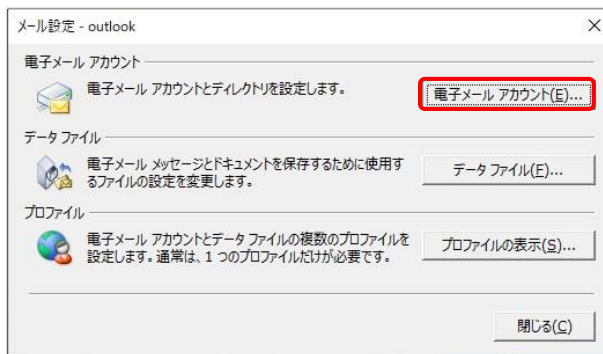 メール設定 - outlook
電子メール アカウント
電子メール アカウントとディレクトリを設定します。
電子メール アカウント(E)...
データ ファイル
電子メール メッセージとドキュメントを保存するために使用す
るファイルの設定を変更します。
データ ファイル(F)...
プロファイル
電子メール アカウントとデータ ファイルの複数のプロファイルを
設定します。通常は、1 つのプロファイルだけが必要です。
プロファイルの表示(S)...
閉じる(C)